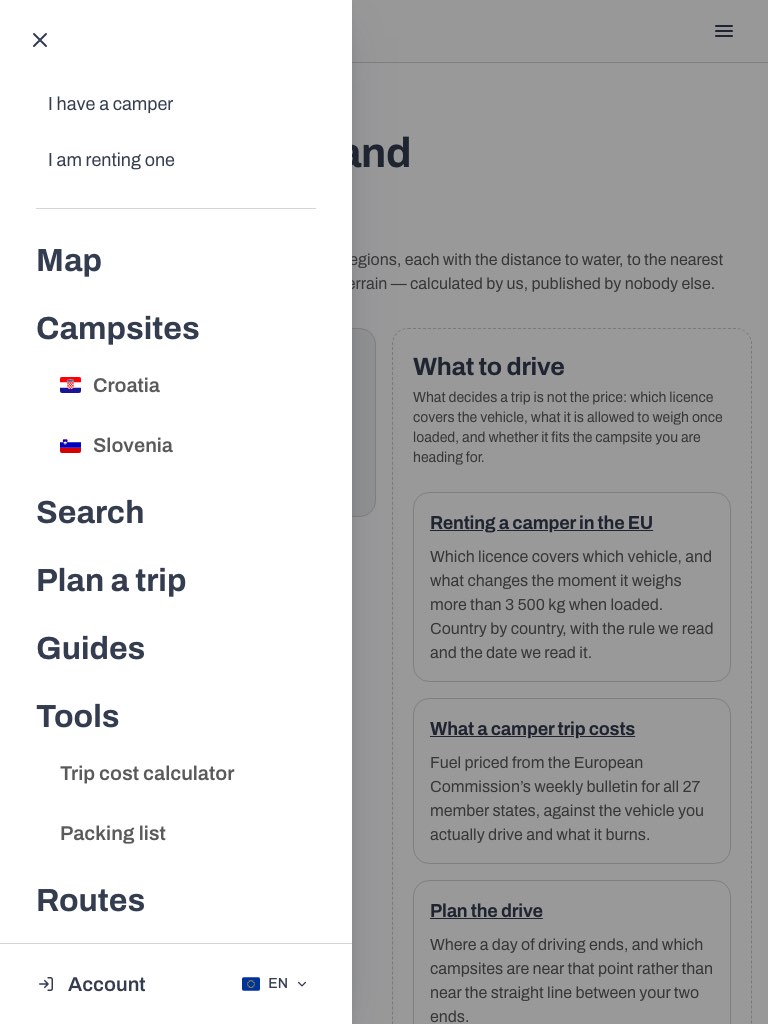 I have a camper
I am renting one
Map
Campsites
Croatia
Slovenia
Search
Plan a trip
Guides
Tools
Trip cost calculator
Packing list
Routes
Account
EN
and
egions, each with the distance to water, to the nearest
errain — calculated by us, published by nobody else.
What to drive
What decides a trip is not the price: which licence
covers the vehicle, what it is allowed to weigh once
loaded, and whether it fits the campsite you are
heading for.
Renting a camper in the EU
Which licence covers which vehicle, and
what changes the moment it weighs
more than 3 500 kg when loaded.
Country by country, with the rule we read
and the date we read it.
What a camper trip costs
Fuel priced from the European
Commission’s weekly bulletin for all 27
member states, against the vehicle you
actually drive and what it burns.
Plan the drive
Where a day of driving ends, and which
campsites are near that point rather than
near the straight line between your two
ends.